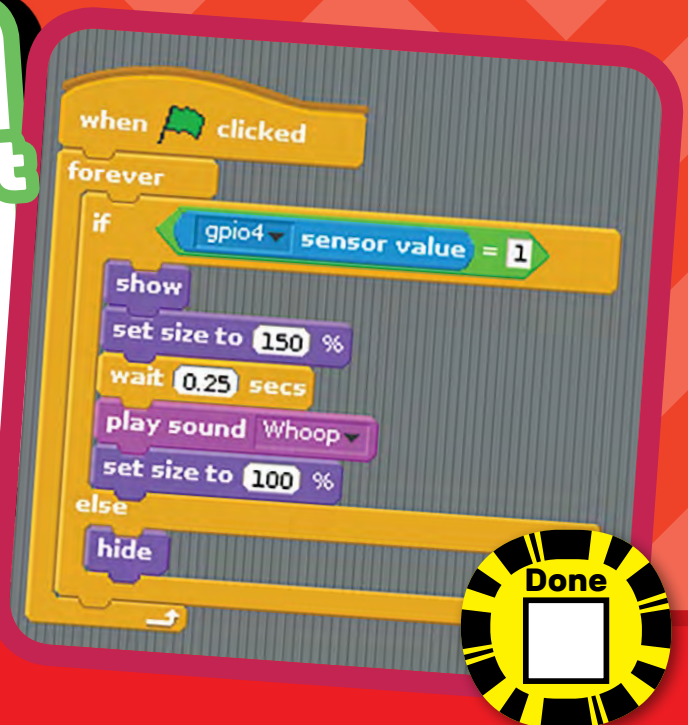 t
when clicked
forever
if gpio4 sensor value = 1
show
set size to 150 %
wait 0.25 secs
play sound Whoop
set size to 100 %
else
hide
Done